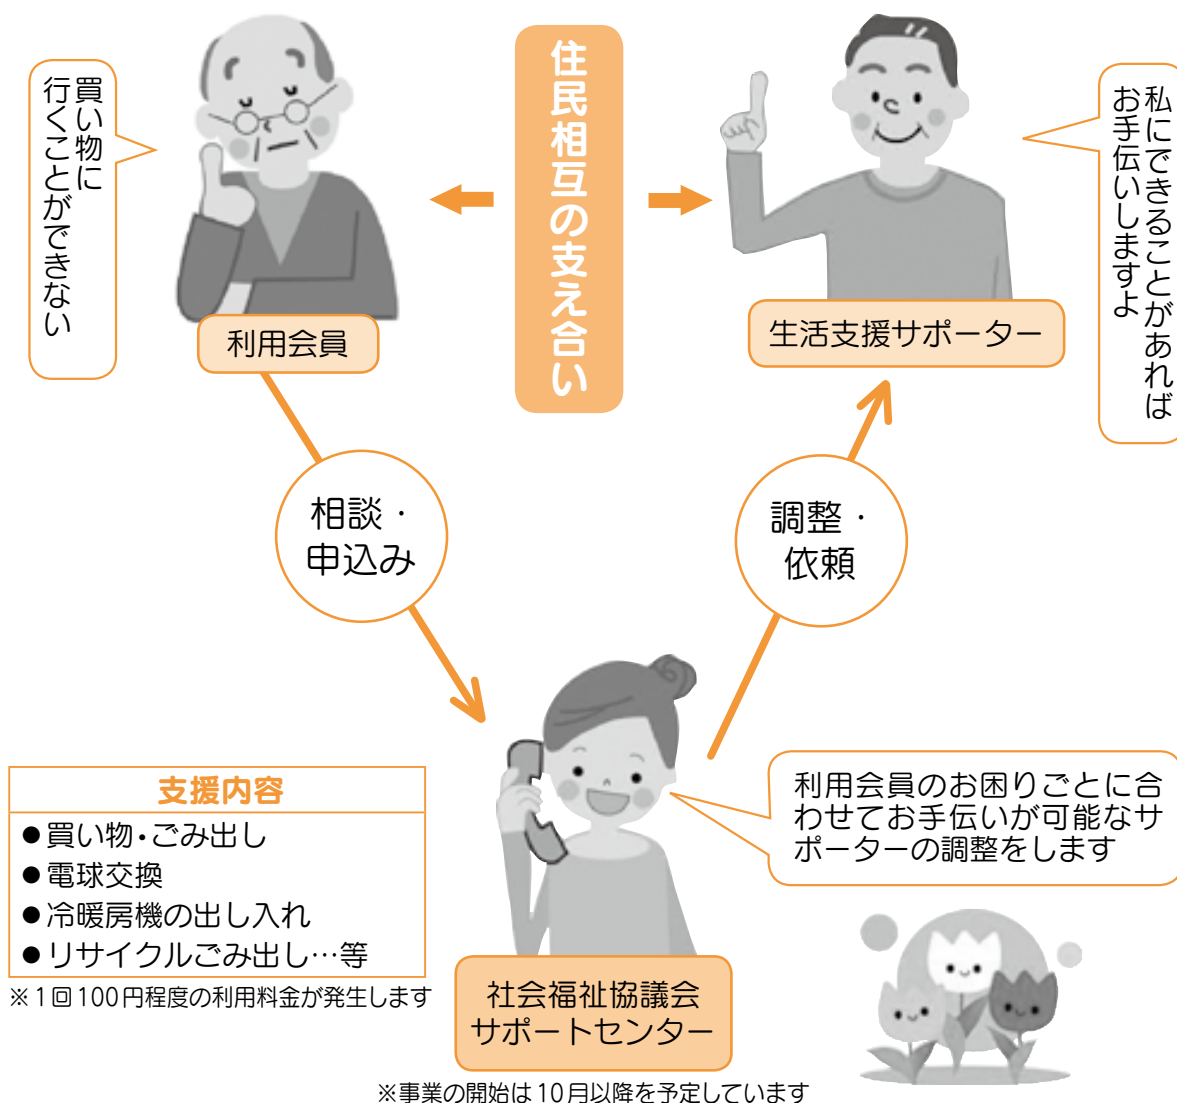 買い物に
行くことができない
利用会員
住民相互の支え合い
私にできることがあれば
お手伝いしますよ
生活支援サポーター
相談・
申込み
調整・
依頼
利用会員のお困りごとに合
わせてお手伝いが可能なサ
ポーターの調整をします
支援内容
●買い物・ごみ出し
●電球交換
●冷暖房機の出し入れ
●リサイクルごみ出し…等
※1回100円程度の利用料金が発生します
社会福祉協議会
サポートセンター
※事業の開始は10月以降を予定しています